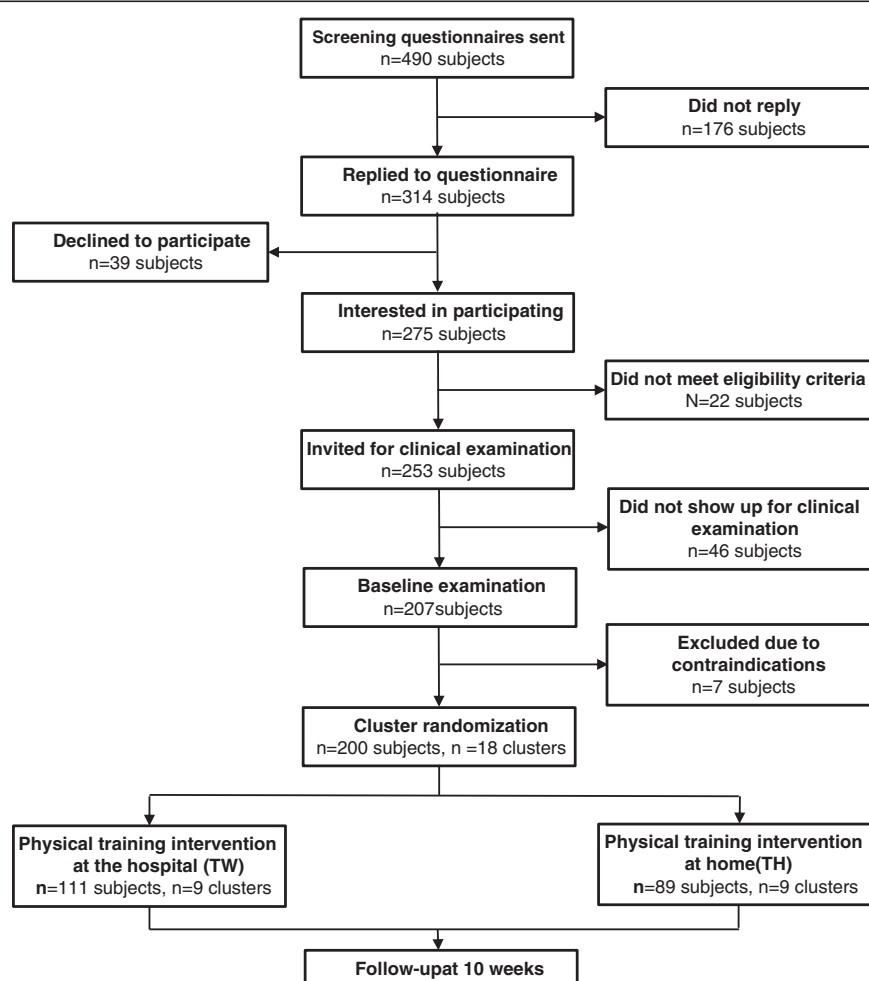 Screening questionnaires sent
n=490 subjects
Did not reply
n=176 subjects
Replied to questionnaire
n=314 subjects
Declined to participate
n=39 subjects
Interested in participating
n=275 subjects
Did not meet eligibility criteria
N=22 subjects
Invited for clinical examination
n=253 subjects
Did not show up for clinical
examination
n=46 subjects
Baseline examination
n=207subjects
Excluded due to
contraindications
n=7 subjects
Cluster randomization
n=200 subjects, n =18 clusters
Physical training intervention
at the hospital (TW)
n=111 subjects, n=9 clusters
Physical training intervention
at home(TH)
n=89 subjects, n=9 clusters
Follow-upat 10 weeks